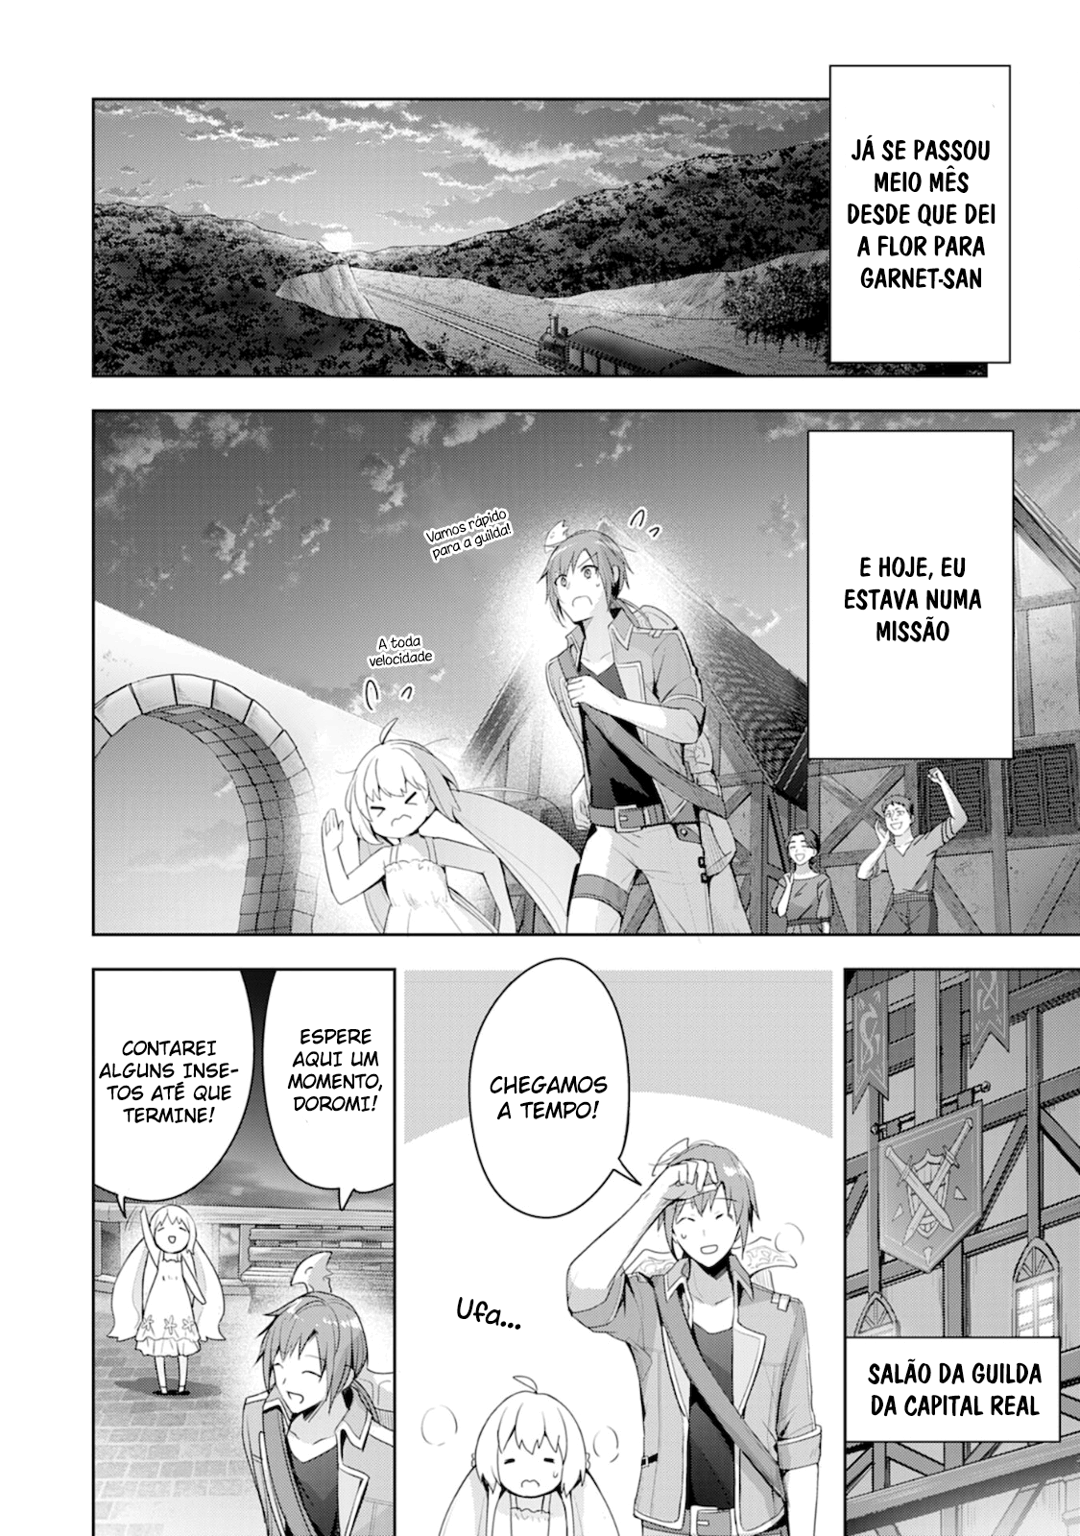 JÁ SE PASSOU
MEIO MÊS
DESDE QUE DEI
A FLOR PARA
GARNET-SAN
E HOJE, EU
ESTAVA NUMA
MISSÃO
Vamos rápido
para a guilda!
A toda
velocidade
SALÃO DA GUILDA
DA CAPITAL REAL
CHEGAMOS
A TEMPO!
Ufa...
ESPERE
AQUI UM
MOMENTO,
DOROMI!
CONTAREI
ALGUNS INSE-
TOS ATÉ QUE
TERMINE!